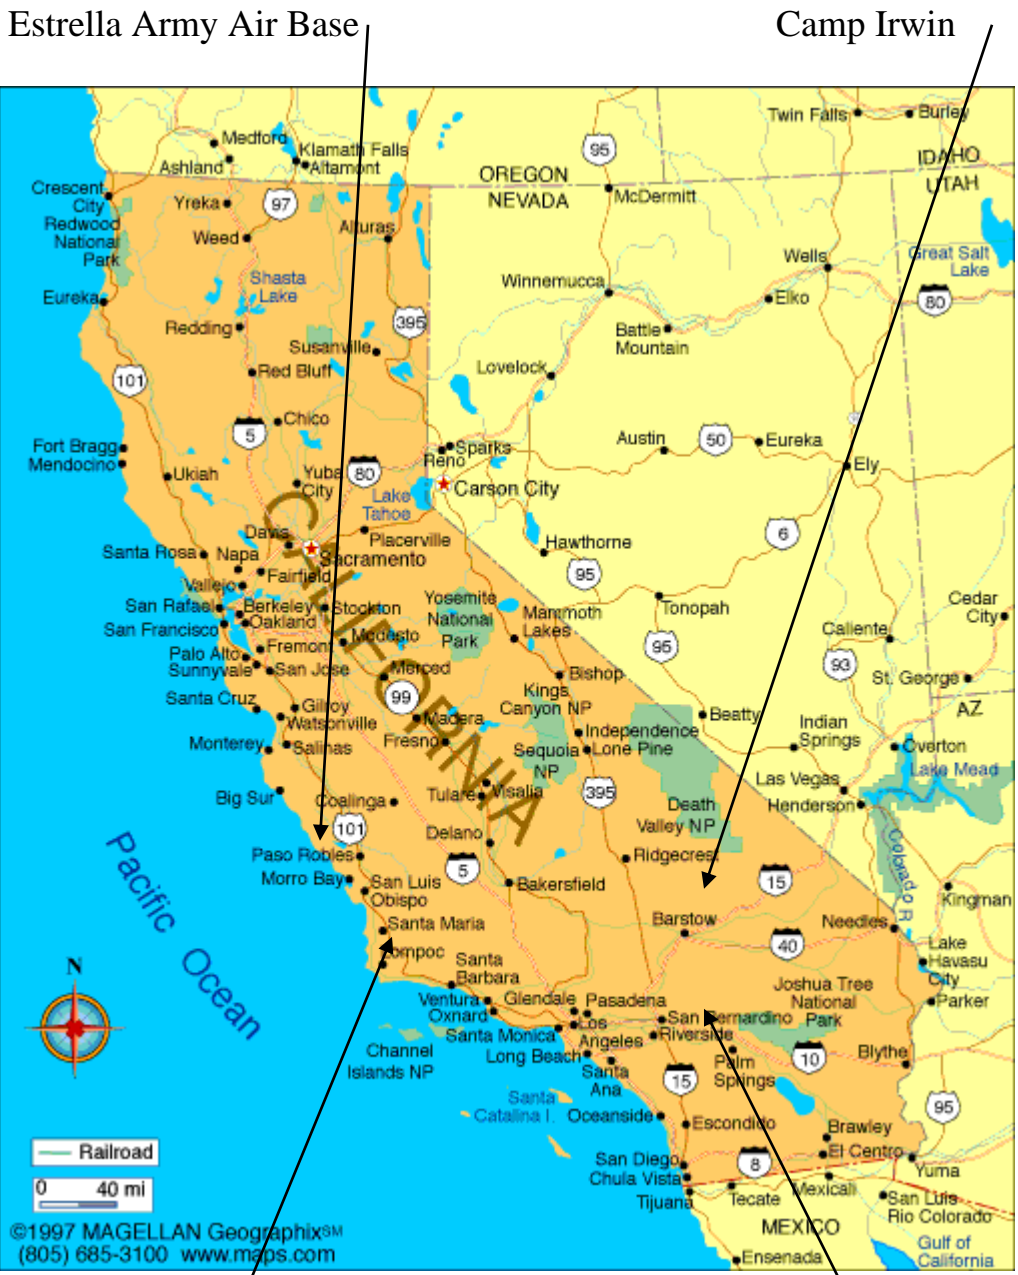 Estrella Army Air Base
Camp Irwin
Twin Falls
Burley
Medford
Klamath Falls
Ashland
Altamont
95
OREGON
IDAHO
NEVADA
UTAH
McDermitt
Crescent
City
Redwood
National
Park
Yreka
97
Weed
Alturas
Wells
Great Salt
Lake
Shasta
Lake
Winnemucca
Elko
80
Eureka
Redding
395
Battle
Mountain
Susanville
Lovelock
Red Bluff
101
Chico
5
Fort Bragg
Mendocino
Sparks
Reno
Austin
50
Eureka
Ely
Ukiah
Yuba
City
80
Lake
Tahoe
Carson City
Davis
Placerville
Hawthorne
6
Santa Rosa
Napa
Sacramento
Fairfield
95
Vallejo
San Rafael
Berkeley
Stockton
Yosemite
National
Park
Mammoth
Lakes
Tonopah
Cedar
City
Oakland
San Francisco
Modesto
CALIFORNIA
Caliente
Palo Alto
Fremont
95
93
Sunnyvale
San Jose
Merced
Bishop
St. George
Santa Cruz
Gilroy
99
Kings
Canyon NP
AZ
Watsonville
Madera
Beatty
Indian
Springs
Monterey
Salinas
Fresno
Independence
Sequoia
NP
Lone Pine
Overton
Lake Mead
Big Sur
Coalinga
Tulare
Visalia
395
Las Vegas
Henderson
Death
Valley NP
101
Delano
Colorado R
Pacific Ocean
Paso Robles
5
Ridgecrest
Morro Bay
San Luis
Obispo
Bakersfield
15
Kingman
Santa Maria
Barstow
Needles
ompoc
40
Lake
Havasu
City
N
Santa
Barbara
Joshua Tree
National
Park
Ventura
Oxnard
Glendale
Pasadena
Parker
Santa Monica
Los
Angeles
San Bernardino
Riverside
Channel
Islands NP
Long Beach
Santa
Ana
Palm
Springs
10
Blythe
15
Santa
Catalina I.
Oceanside
Escondido
95
Brawley
Railroad
San Diego
8
El Centro
Chula Vista
Yuma
0 40 mi
Tijuana
Tecate
Mexicali
San Luis
Rio Colorado
MEXICO
©1997 MAGELLAN Geographix℠
(805) 685-3100 www.maps.com
Ensenada
Gulf of
California